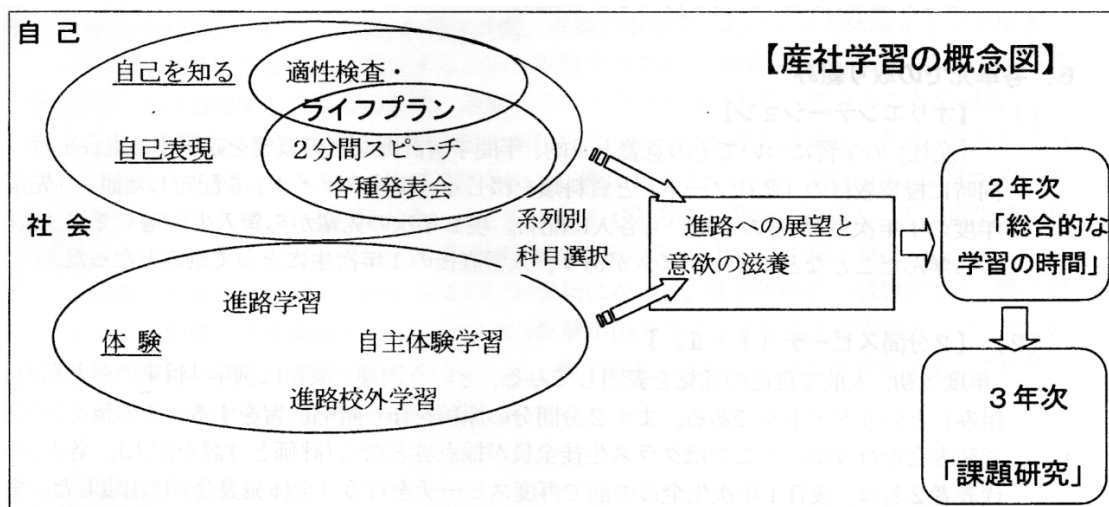 自 己
【産社学習の概念図】
自己を知る
適性検査・
ライフプラン
自己表現
２分間スピーチ
各種発表会
社 会
系列別
科目選択
進路への展望と
意欲の滋養
２年次
「総合的な
学習の時間」
進路学習
体 験
自主体験学習
進路校外学習
３年次
「課題研究」